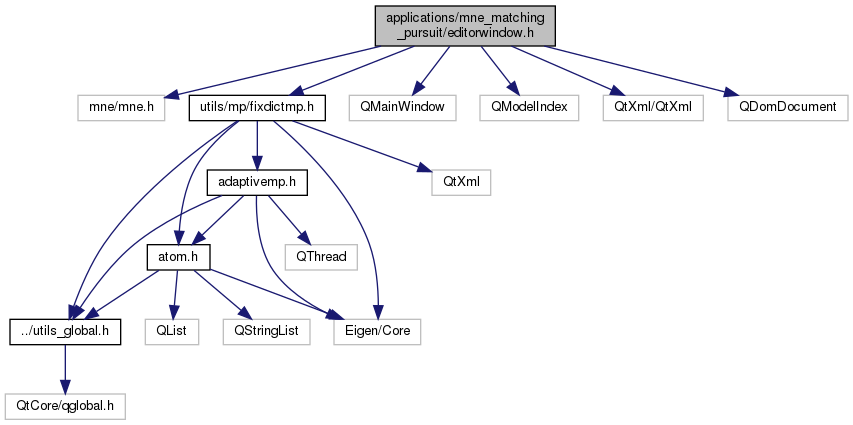 applications/mne_matching
_pursuit/editorwindow.h
mne/mne.h
utils/mp/fixdictmp.h
QMainWindow
QModelIndex
QtXml/QtXml
QDomDocument
adaptivemp.h
QtXml
atom.h
QThread
../utils_global.h
QList
QStringList
Eigen/Core
QtCore/qglobal.h